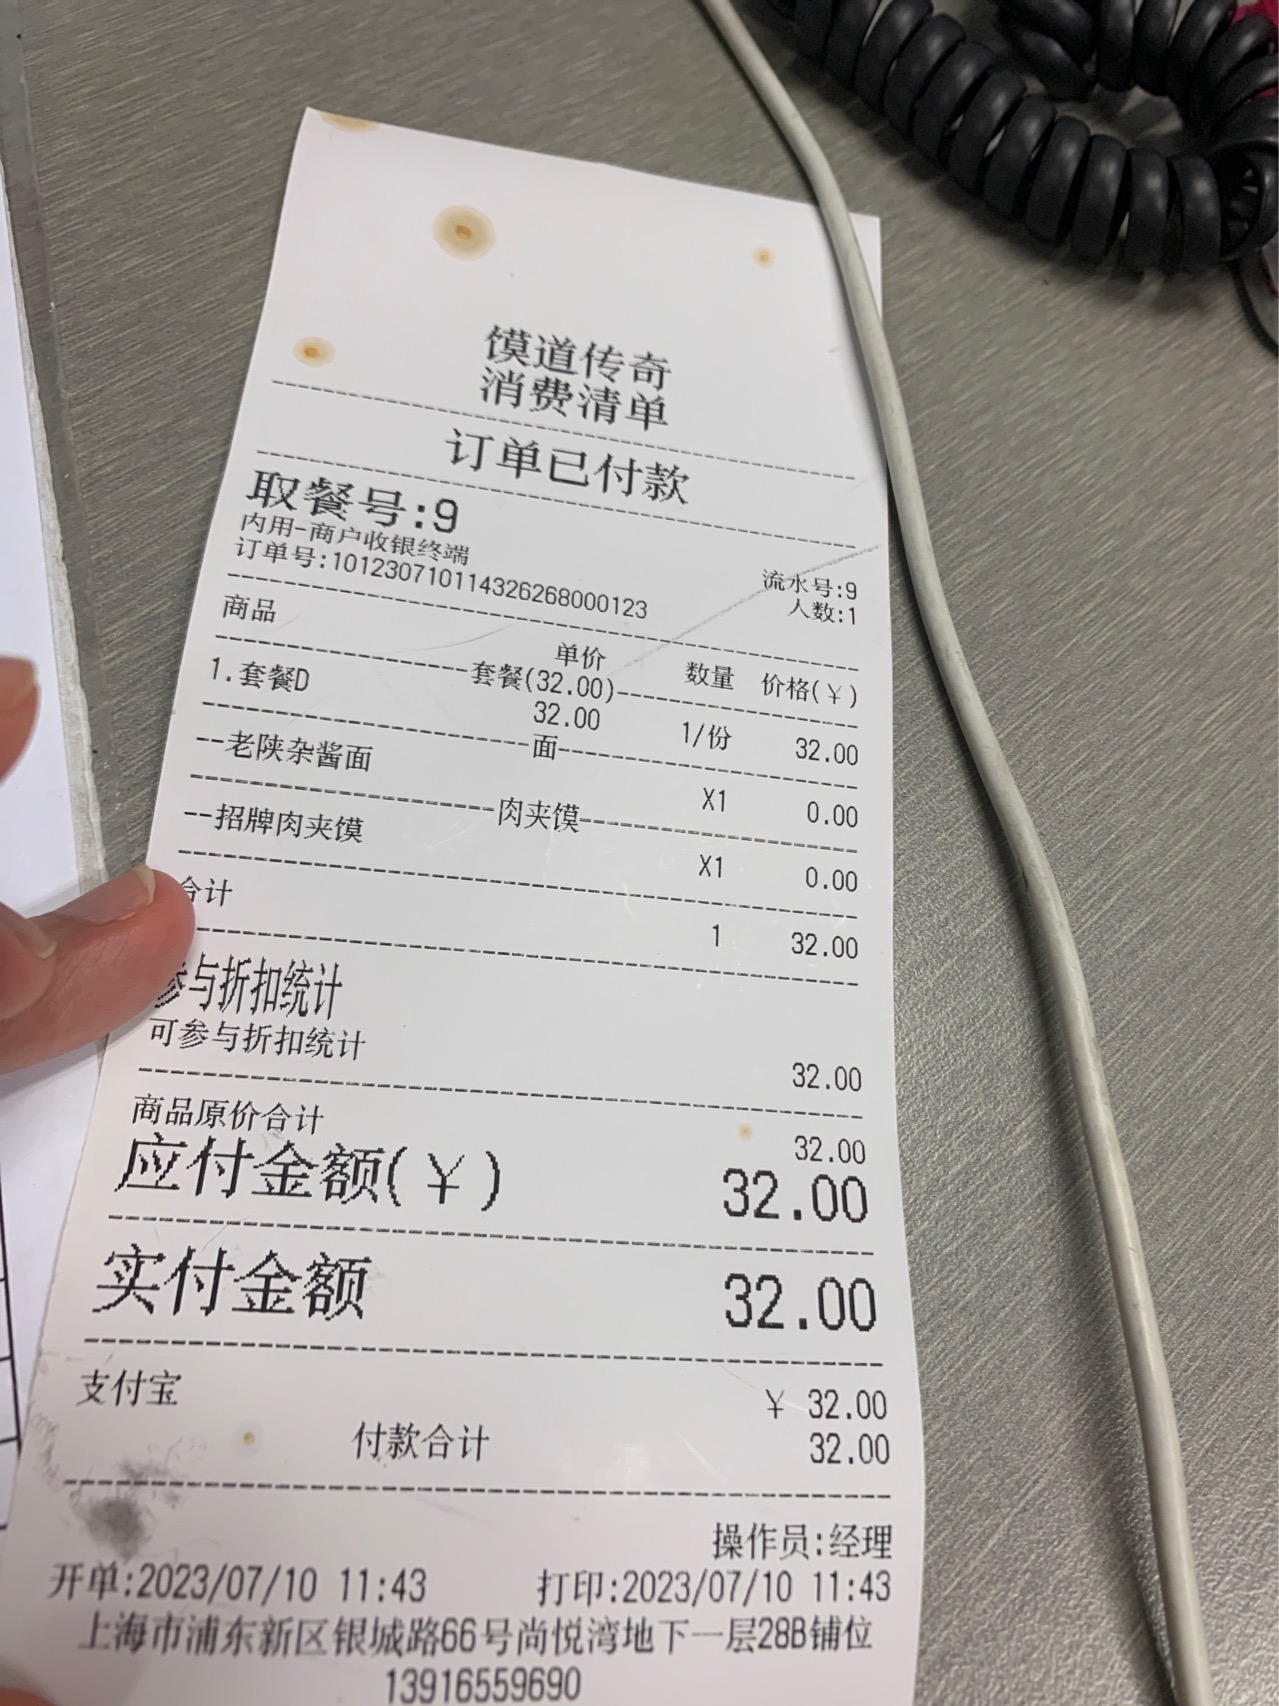 馍道传奇
消费清单
订单已付款
取餐号:9
内用-商户收银终端 流水号:9
订单号:101230710114326268000123 人数:1
商品 单价 数量 价格(¥)
套餐(32.00)
1.套餐D 32.00 1/份 32.00
面
--老陕杂酱面 X1 0.00
肉夹馍
--招牌肉夹馍 X1 0.00
合计 1 32.00
参与折扣统计
可参与折扣统计 32.00
商品原价合计 32.00
应付金额(¥) 32.00
实付金额 32.00
支付宝 ¥ 32.00
付款合计 32.00
操作员:经理
开单:2023/07/10 11:43 打印:2023/07/10 11:43
上海市浦东新区银城路66号尚悦湾地下一层28B铺位
13916559690